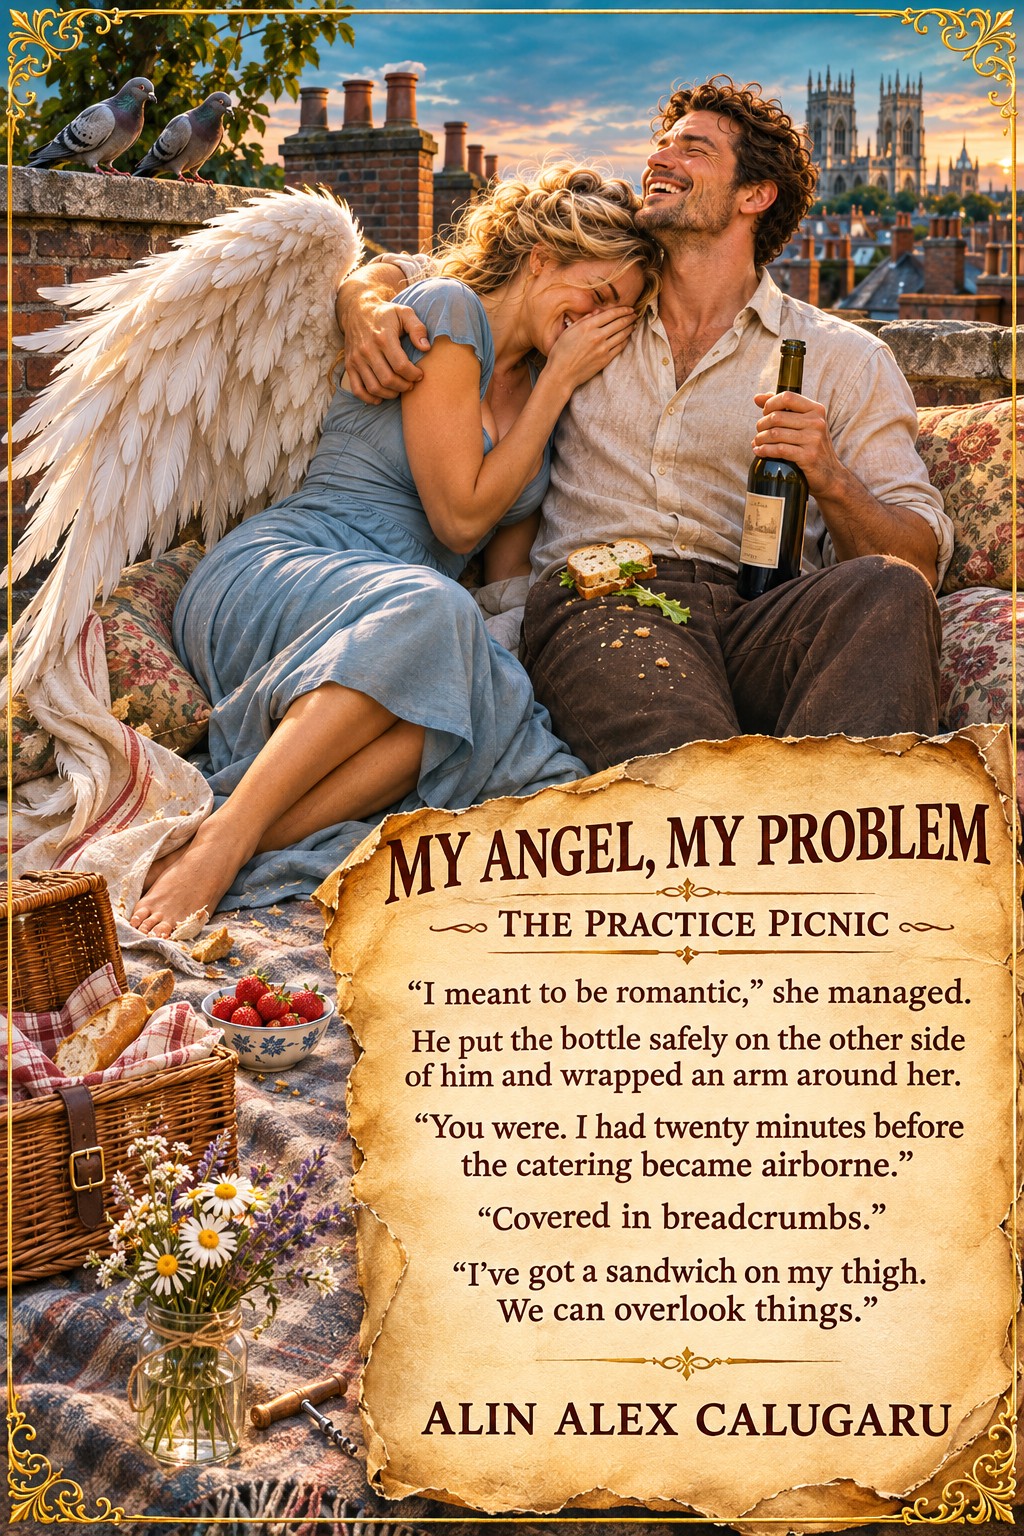 MY ANGEL, MY PROBLEM
THE PRACTICE PICNIC
“I meant to be romantic,” she managed.
He put the bottle safely on the other side
of him and wrapped an arm around her.
“You were. I had twenty minutes before
the catering became airborne.”
“Covered in breadcrumbs.”
“I’ve got a sandwich on my thigh.
We can overlook things.”
ALIN ALEX CALUGARU